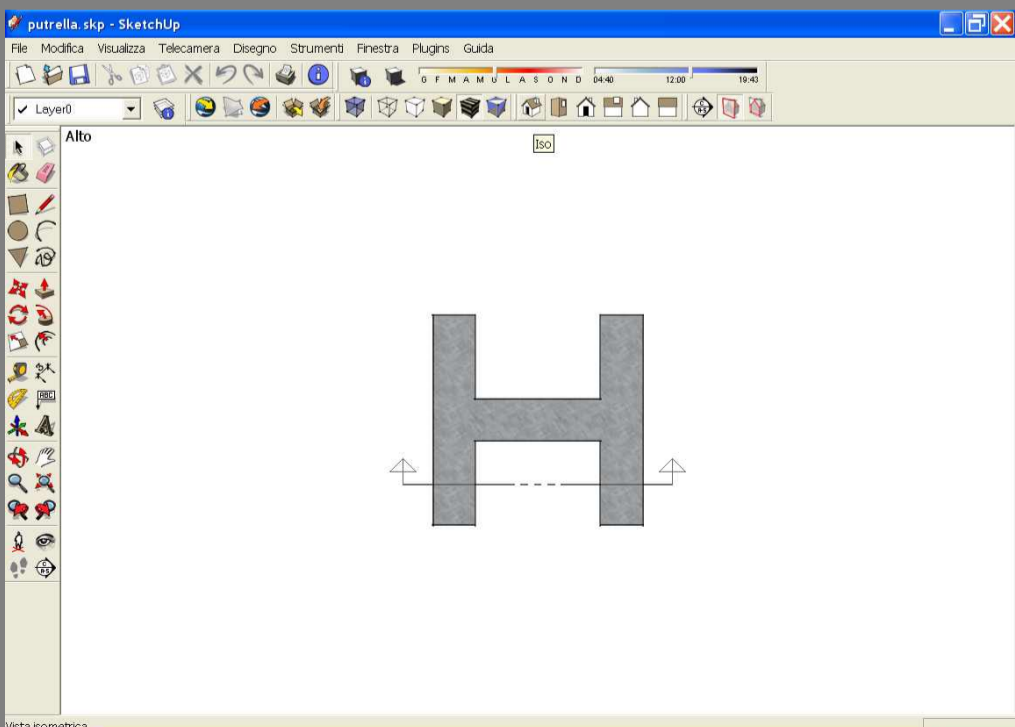 putrella.skp - SketchUp
File Modifica Visualizza Telecamera Disegno Strumenti Finestra Plugins Guida
G F M A M U L A S O N D 04:40 12:00 19:43
Layer0
Alto
Iso
ABC
Vista isometrica